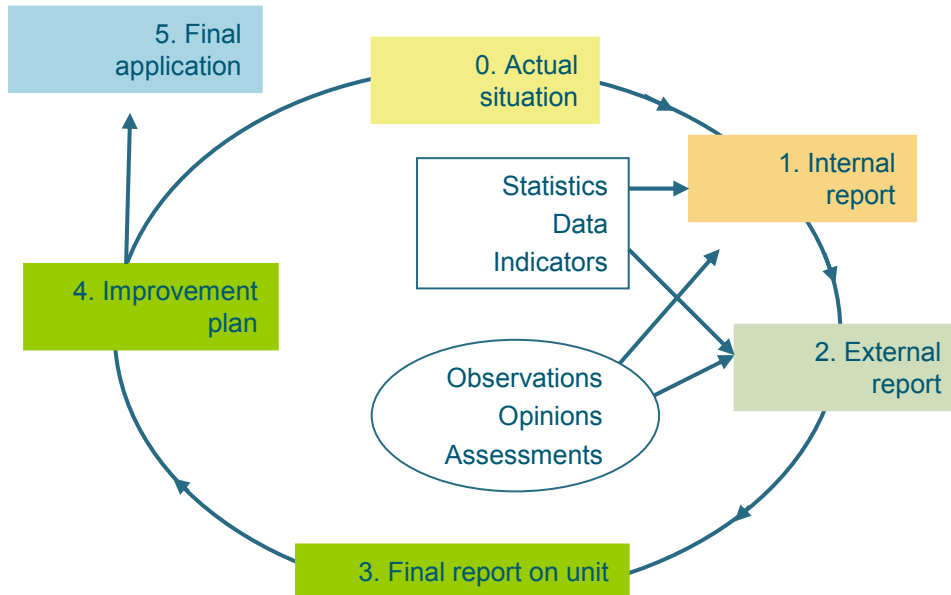 5. Final
application
0. Actual
situation
1. Internal
report
Statistics
Data
Indicators
4. Improvement
plan
2. External
report
Observations
Opinions
Assessments
3. Final report on unit